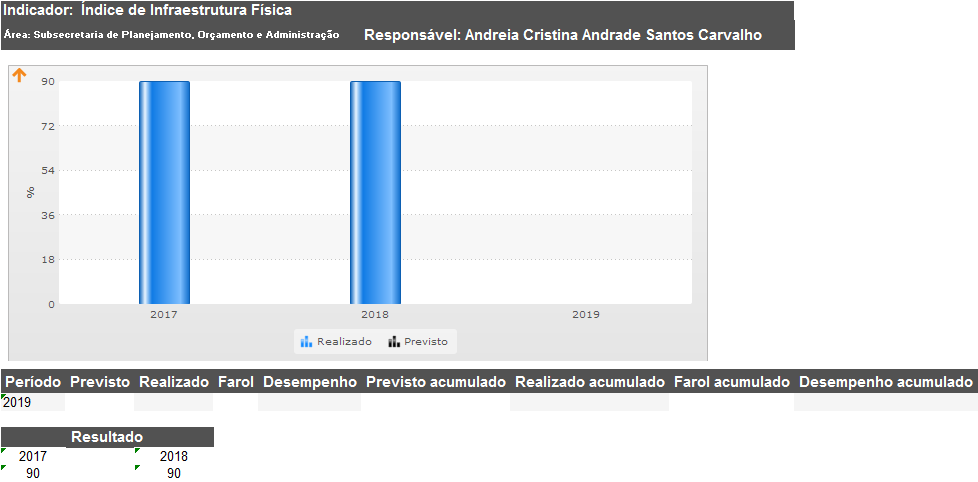 Indicador: Índice de Infraestrutura Física
Área: Subsecretaria de Planejamento, Orçamento e Administração Responsável: Andreia Cristina Andrade Santos Carvalho
90
72
54
%
36
18
0
2017 2018 2019
Realizado Previsto
Período Previsto Realizado Farol Desempenho Previsto acumulado Realizado acumulado Farol acumulado Desempenho acumulado
2019
Resultado
2017 2018
90 90